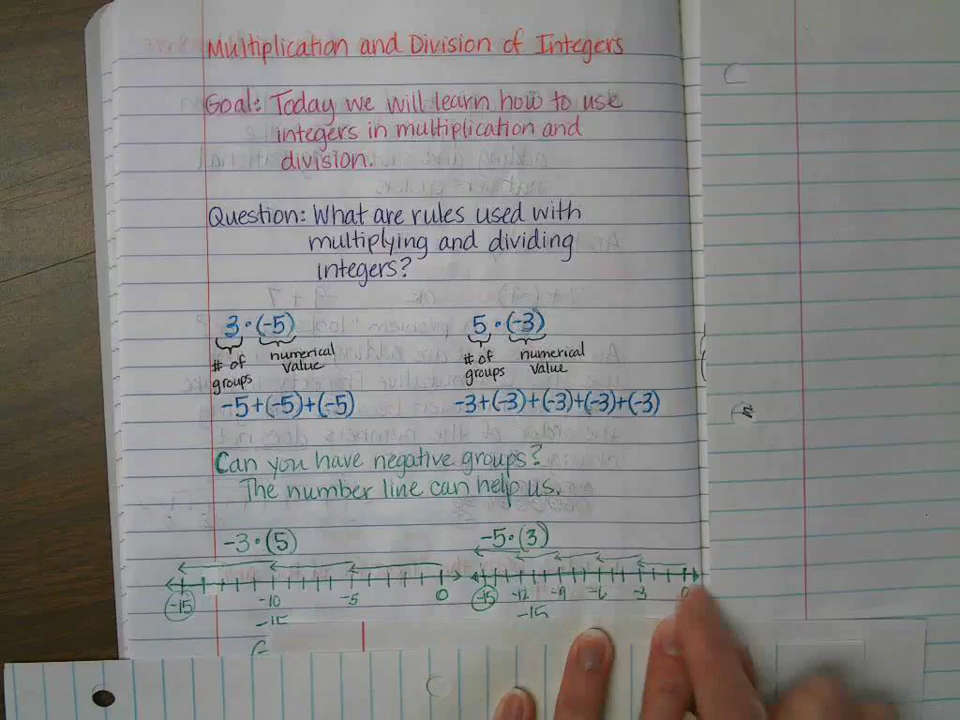 Multiplication and Division of Integers
Goal: Today we will learn how to use
integers in multiplication and
division.
Question: What are rules used with
multiplying and dividing
integers?
3 · (-5)
# of
groups
numerical
value
-5+(-5)+(-5)
5 · (-3)
# of
groups
numerical
value
-3+(-3)+(-3)+(-3)+(-3)
Can you have negative groups?
The number line can help us.
-3 · (5)
-15 -10 -5 0
-15
-5 · (3)
-15 -12 -9 -6 -3 0
-15